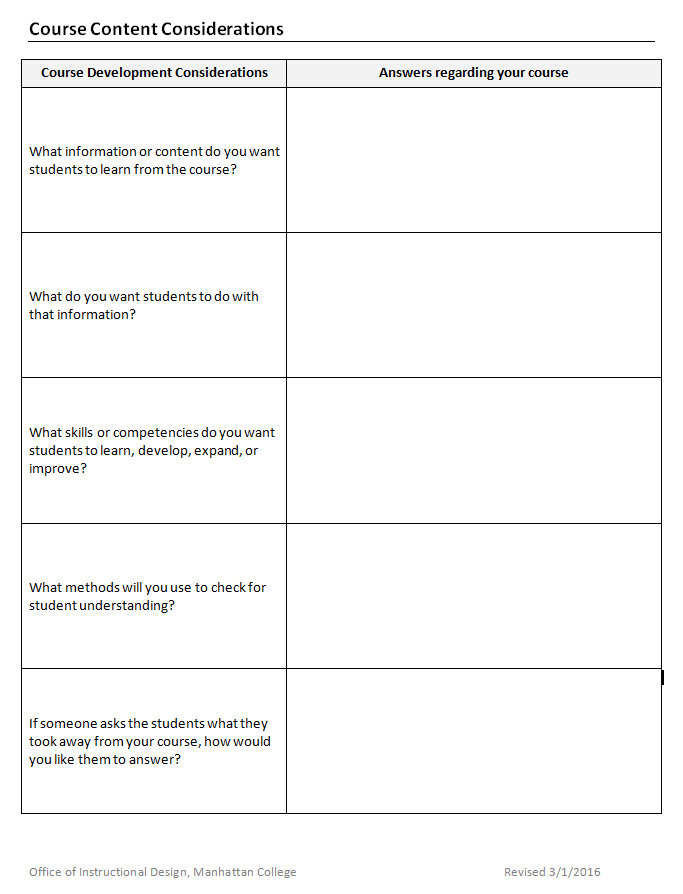 Course Content Considerations
Course Development Considerations
Answers regarding your course
What information or content do you want
students to learn from the course?
What do you want students to do with
that information?
What skills or competencies do you want
students to learn, develop, expand, or
improve?
What methods will you use to check for
student understanding?
If someone asks the students what they
took away from your course, how would
you like them to answer?
Office of Instructional Design, Manhattan College
Revised 3/1/2016